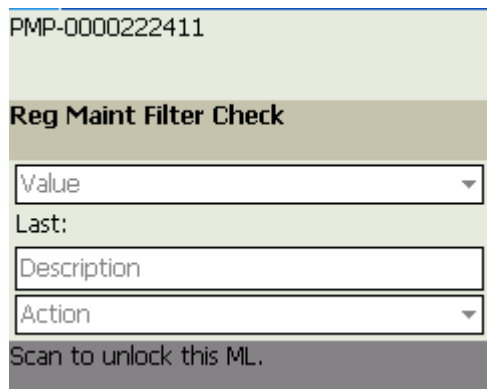 PMP-0000222411
Reg Maint Filter Check
Value
Last:
Description
Action
Scan to unlock this ML.